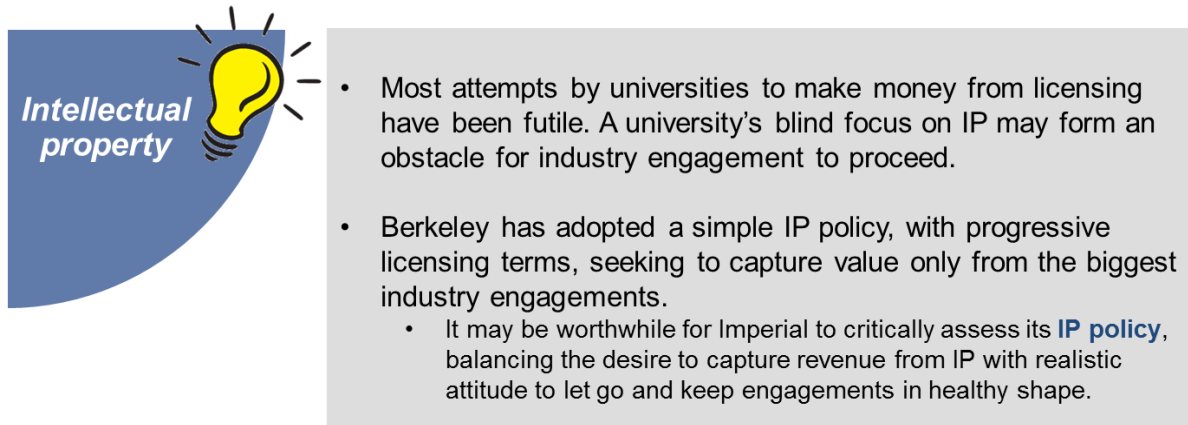 Intellectual
property
• Most attempts by universities to make money from licensing
have been futile. A university’s blind focus on IP may form an
obstacle for industry engagement to proceed.
• Berkeley has adopted a simple IP policy, with progressive
licensing terms, seeking to capture value only from the biggest
industry engagements.
• It may be worthwhile for Imperial to critically assess its IP policy,
balancing the desire to capture revenue from IP with realistic
attitude to let go and keep engagements in healthy shape.